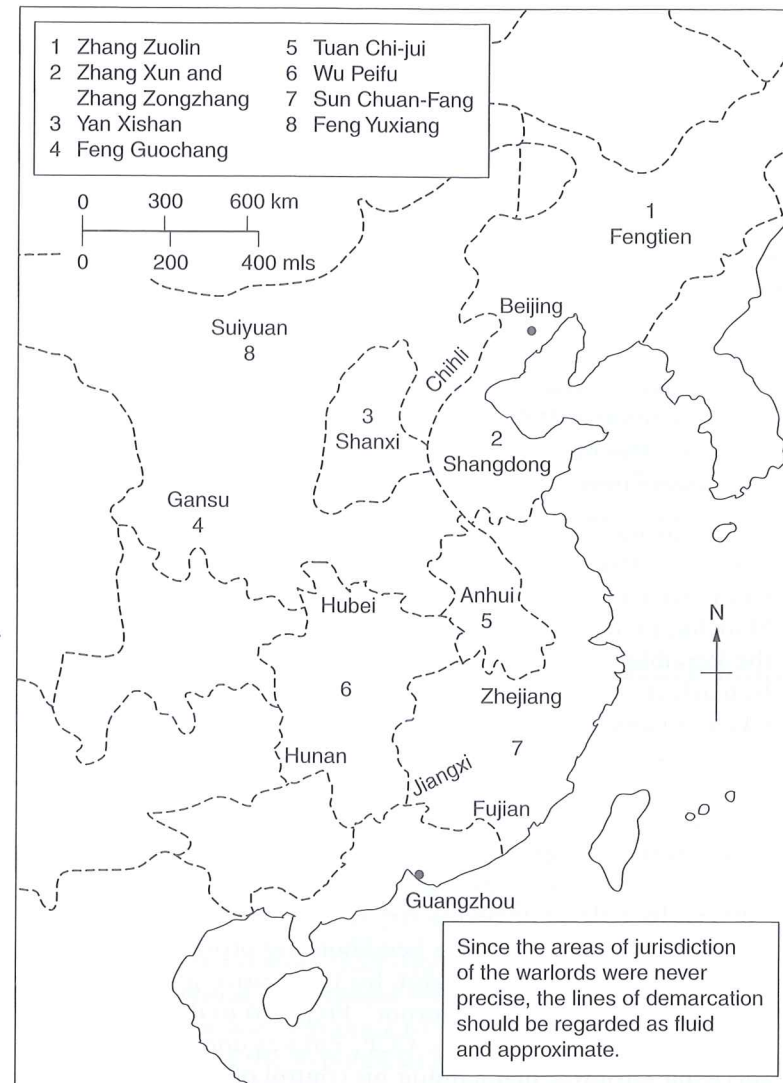 1 Zhang Zuolin
2 Zhang Xun and
Zhang Zongzhang
3 Yan Xishan
4 Feng Guochang
5 Tuan Chi-jui
6 Wu Peifu
7 Sun Chuan-Fang
8 Feng Yuxiang
0 300 600 km
0 200 400 mls
1
Fengtien
Beijing
Suiyuan
8
Chihli
3
Shanxi
2
Shangdong
Gansu
4
Hubei
Anhui
5
6
Zhejiang
N
Hunan
7
Jiangxi
Fujian
Guangzhou
Since the areas of jurisdiction
of the warlords were never
precise, the lines of demarcation
should be regarded as fluid
and approximate.